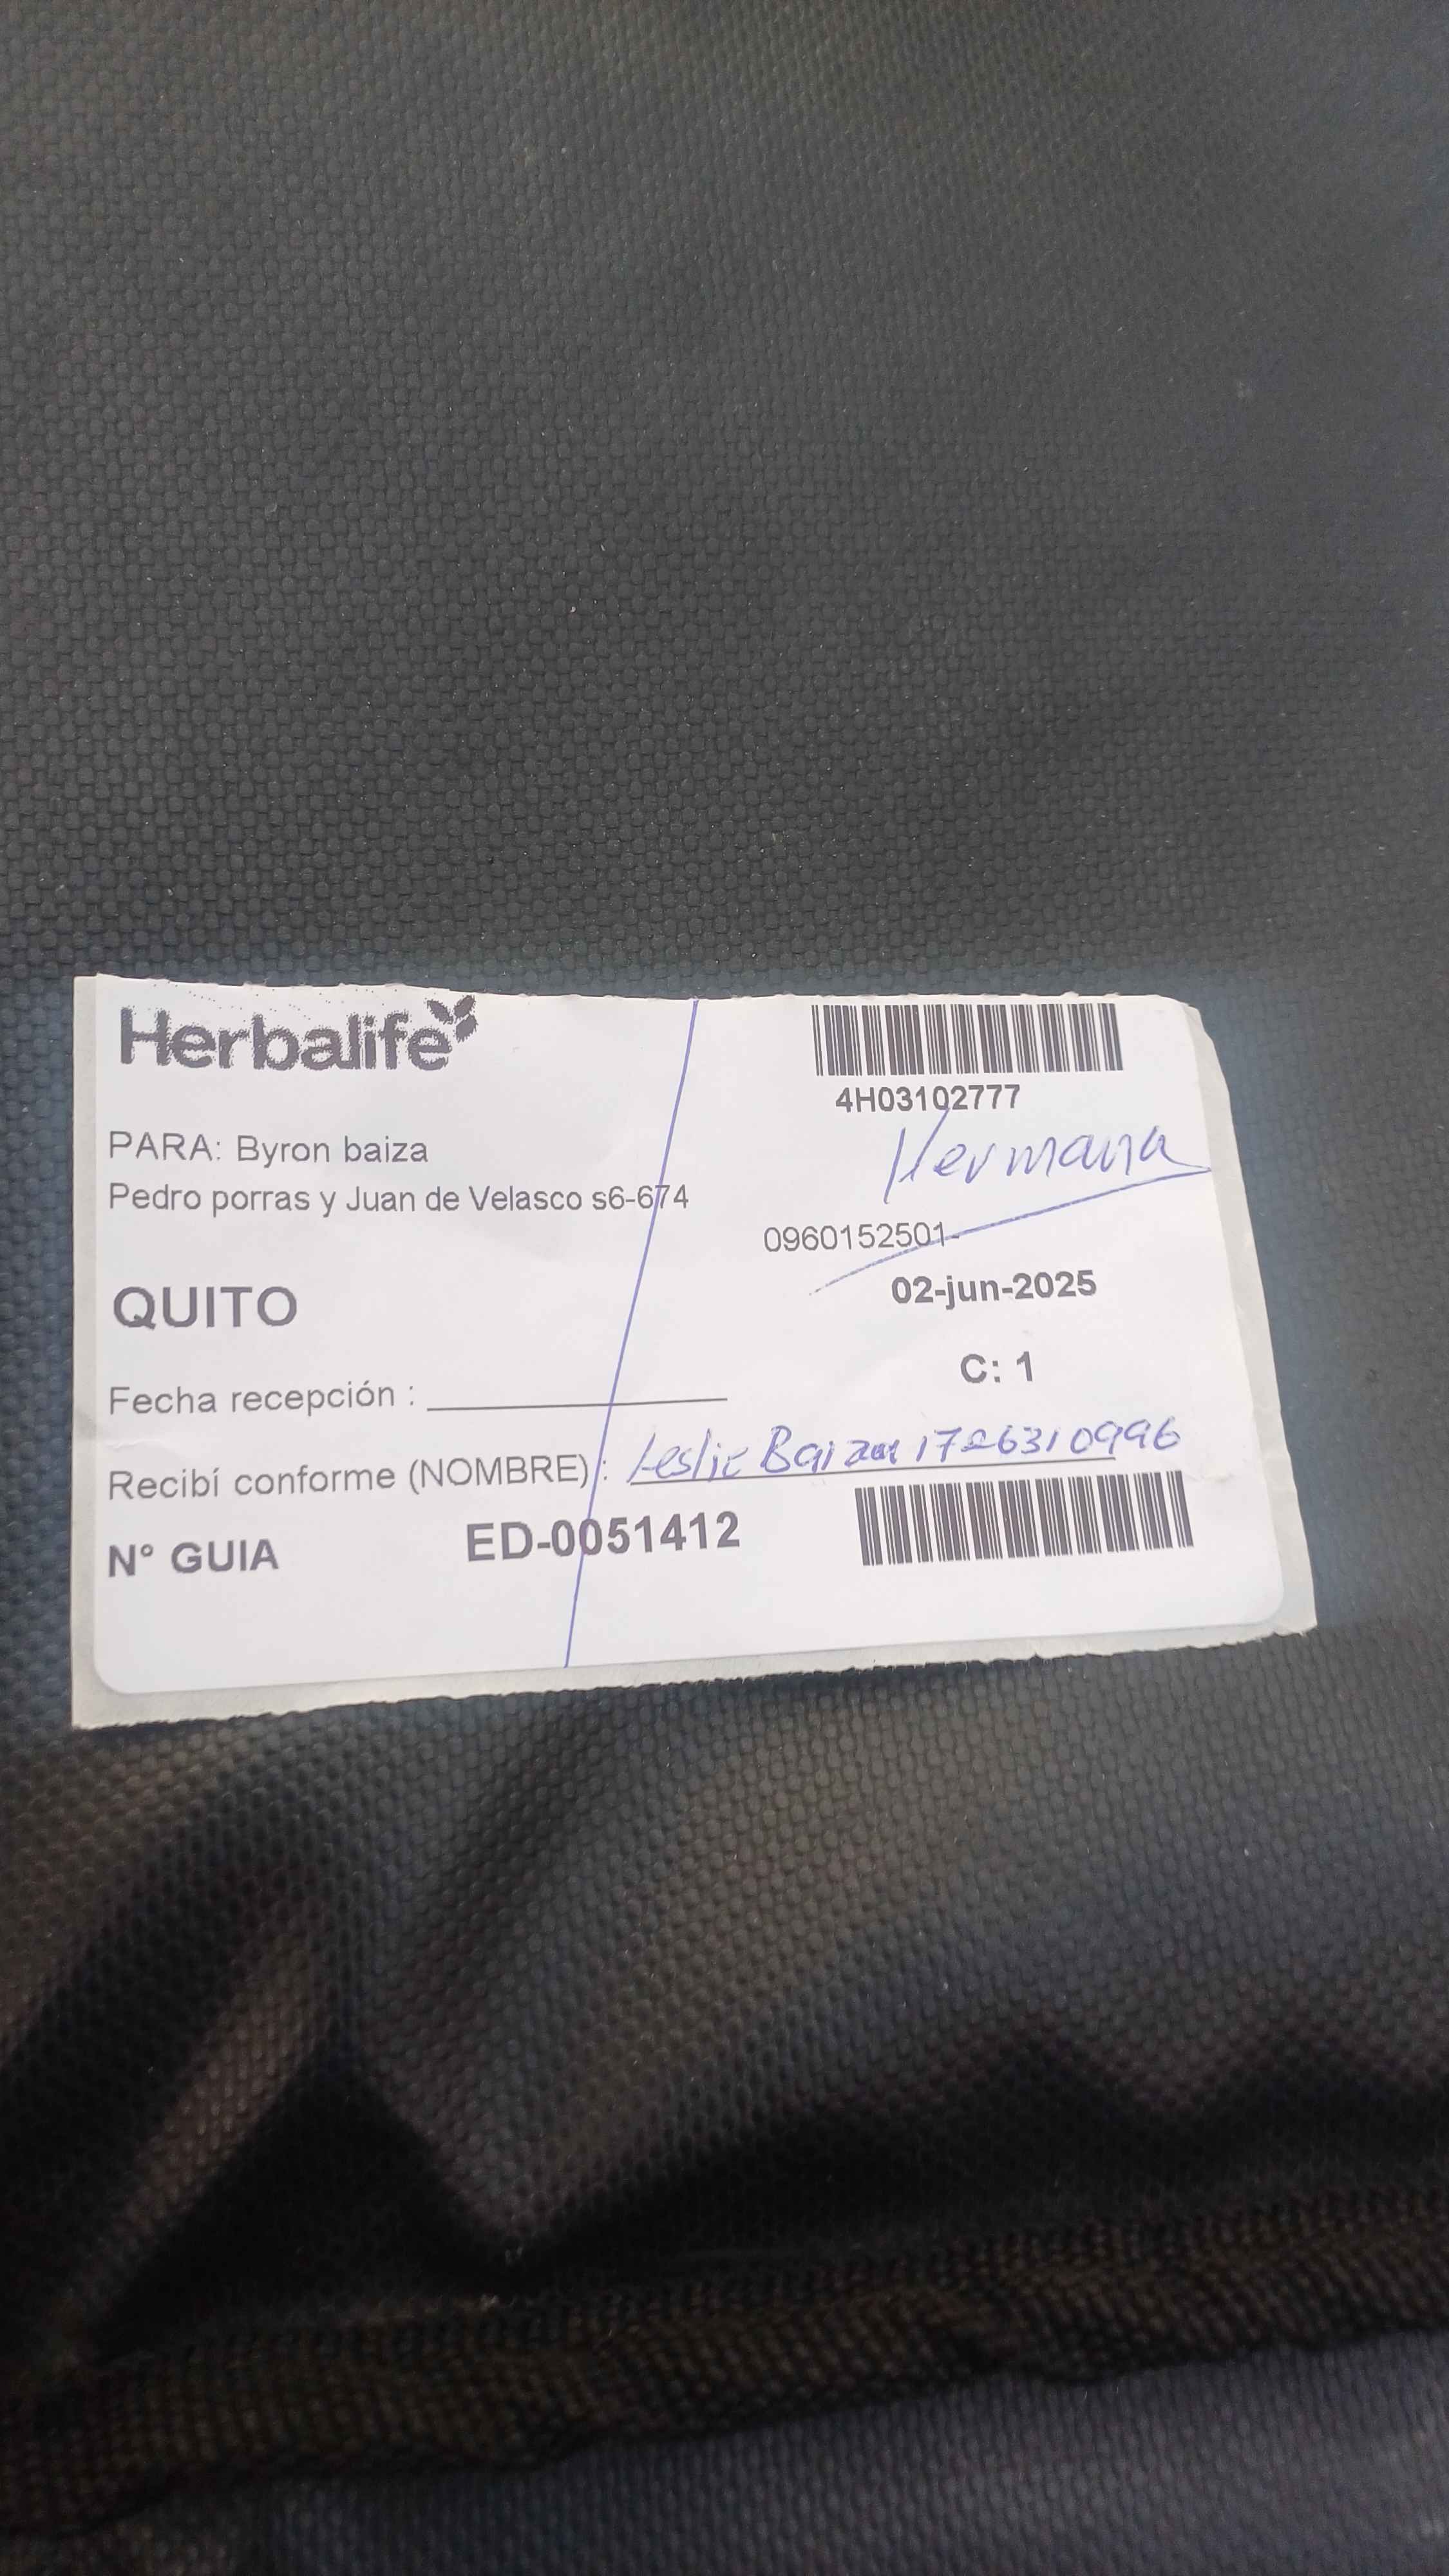 Herbalife
4H03102777
PARA: Byron baiza
Hermana
Pedro porras y Juan de Velasco s6-674
0960152501-
02-jun-2025
QUITO
C: 1
Fecha recepción :
Recibí conforme (NOMBRE) : Leslie 1726310996
N° GUIA ED-0051412